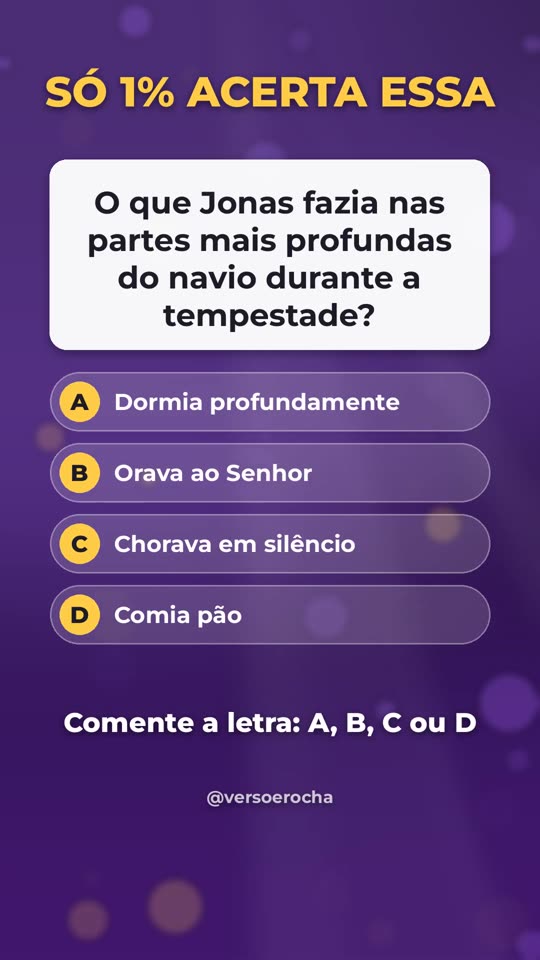 SÓ 1% ACERTA ESSA
O que Jonas fazia nas
partes mais profundas
do navio durante a
tempestade?
A Dormia profundamente
B Orava ao Senhor
C Chorava em silêncio
D Comia pão
Comente a letra: A, B, C ou D
@versoerocha